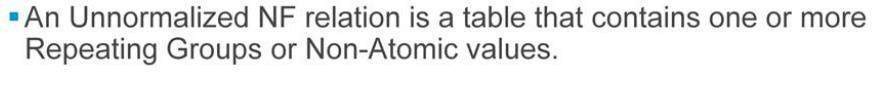 ▪ An Unnormalized NF relation is a table that contains one or more
Repeating Groups or Non-Atomic values.